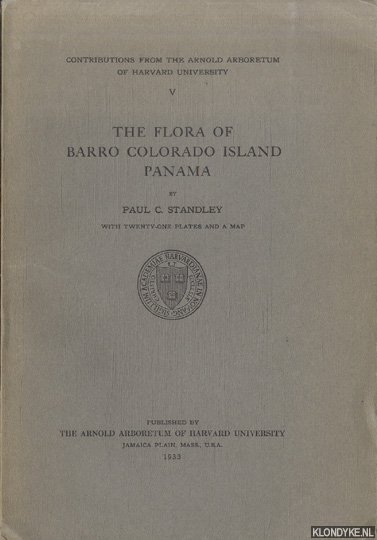 CONTRIBUTIONS FROM THE ARNOLD ARBORETUM
OF HARVARD UNIVERSITY
V
THE FLORA OF
BARRO COLORADO ISLAND
PANAMA
BY
PAUL C. STANDLEY
WITH TWENTY-ONE PLATES AND A MAP
PUBLISHED BY
THE ARNOLD ARBORETUM OF HARVARD UNIVERSITY
JAMAICA PLAIN, MASS., U.S.A.
1933
KLONDYKE.NL